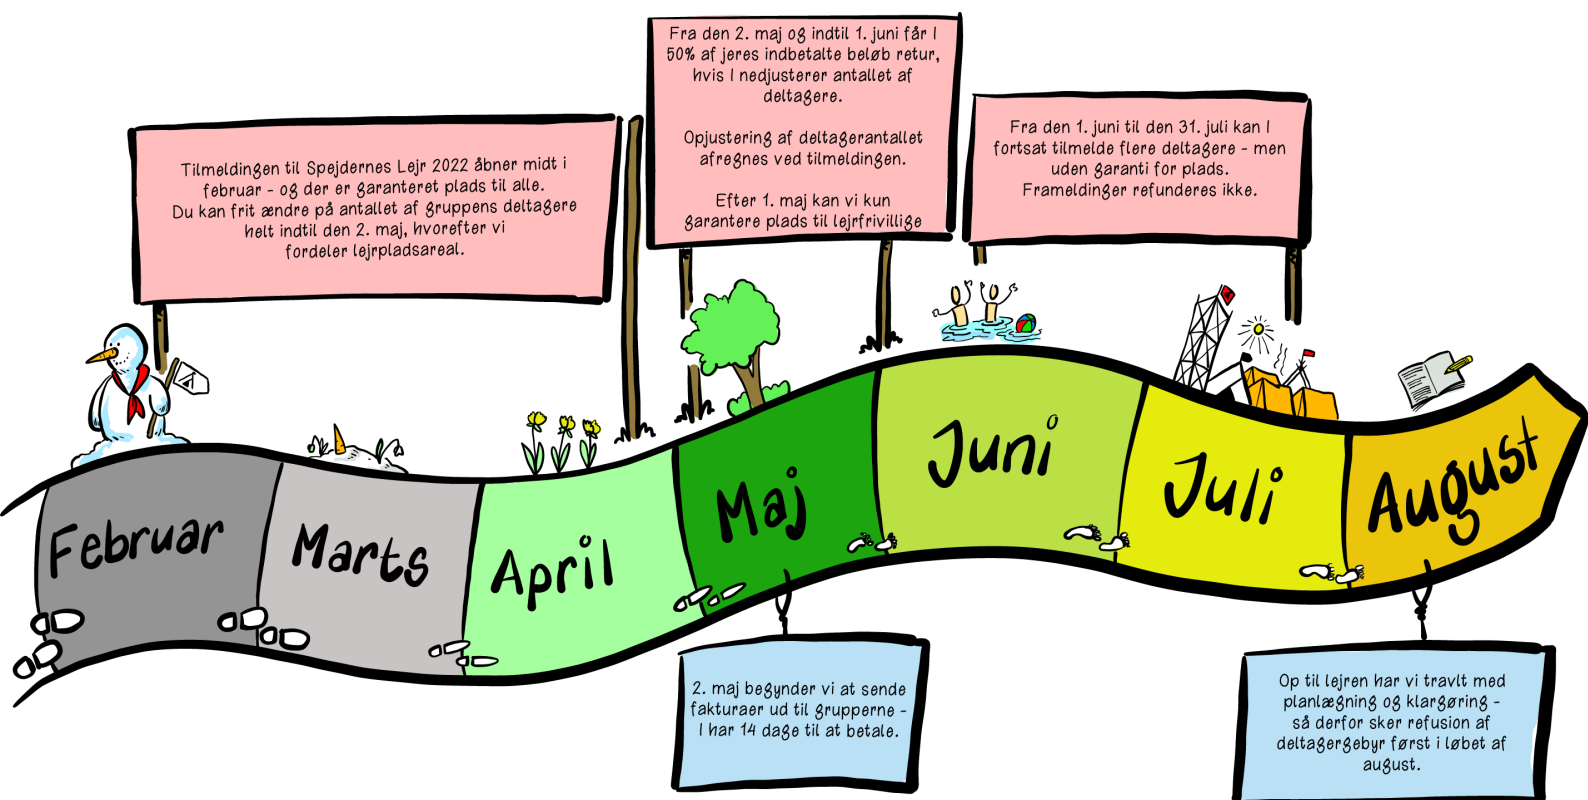 Fra den 2. maj og indtil 1. juni får I
50% af jeres indbetalte beløb retur,
hvis I nedjusterer antallet af
deltagere.
Opjustering af deltagerantallet
afregnes ved tilmeldingen.
Efter 1. maj kan vi kun
garantere plads til lejrfrivillige
Fra den 1. juni til den 31. juli kan I
fortsat tilmelde flere deltagere - men
uden garanti for plads.
Frameldinger refunderes ikke.
Tilmeldingen til Spejdernes Lejr 2022 åbner midt i
februar - og der er garanteret plads til alle.
Du kan frit ændre på antallet af gruppens deltagere
helt indtil den 2. maj, hvorefter vi
fordeler lejrpladsareal.
Februar
Marts
April
Maj
Juni
Juli
August
2. maj begynder vi at sende
fakturaer ud til grupperne -
I har 14 dage til at betale.
Op til lejren har vi travlt med
planlægning og klargøring -
så derfor sker refusion af
deltagergebyr først i løbet af
august.